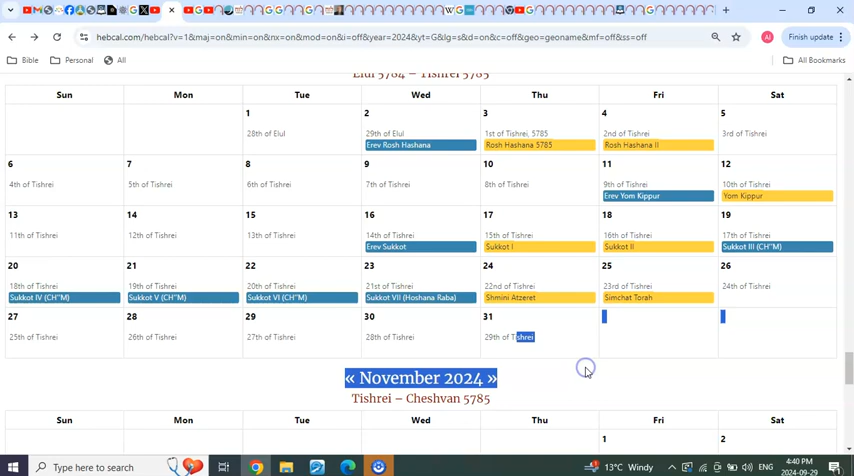 hebcal.com/hebcal?v=1&maj=on&min=on&nx=on&mod=on&i=off&year=2024&yt=G&lg=s&d=on&c=off&geo=geoname&mf=off&ss=off
AI
Finish update
Bible
Personal
All
All Bookmarks
Elul 5784 – Tishrei 5785
Sun Mon Tue Wed Thu Fri Sat
1 2 3 4 5
28th of Elul 29th of Elul 1st of Tishrei, 5785 2nd of Tishrei 3rd of Tishrei
Erev Rosh Hashana Rosh Hashana 5785 Rosh Hashana II
6 7 8 9 10 11 12
4th of Tishrei 5th of Tishrei 6th of Tishrei 7th of Tishrei 8th of Tishrei 9th of Tishrei 10th of Tishrei
Erev Yom Kippur Yom Kippur
13 14 15 16 17 18 19
11th of Tishrei 12th of Tishrei 13th of Tishrei 14th of Tishrei 15th of Tishrei 16th of Tishrei 17th of Tishrei
Erev Sukkot Sukkot I Sukkot II Sukkot III (CH''M)
20 21 22 23 24 25 26
18th of Tishrei 19th of Tishrei 20th of Tishrei 21st of Tishrei 22nd of Tishrei 23rd of Tishrei 24th of Tishrei
Sukkot IV (CH''M) Sukkot V (CH''M) Sukkot VI (CH''M) Sukkot VII (Hoshana Raba) Shmini Atzeret Simchat Torah
27 28 29 30 31
25th of Tishrei 26th of Tishrei 27th of Tishrei 28th of Tishrei 29th of Tishrei
« November 2024 »
Tishrei – Cheshvan 5785
Sun Mon Tue Wed Thu Fri Sat
1 2
Type here to search
13°C Windy
ENG
4:40 PM
2024-09-29